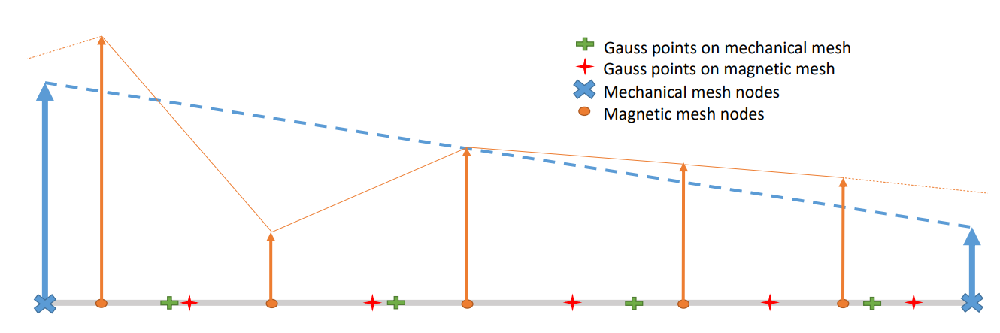 Gauss points on mechanical mesh
Gauss points on magnetic mesh
Mechanical mesh nodes
Magnetic mesh nodes